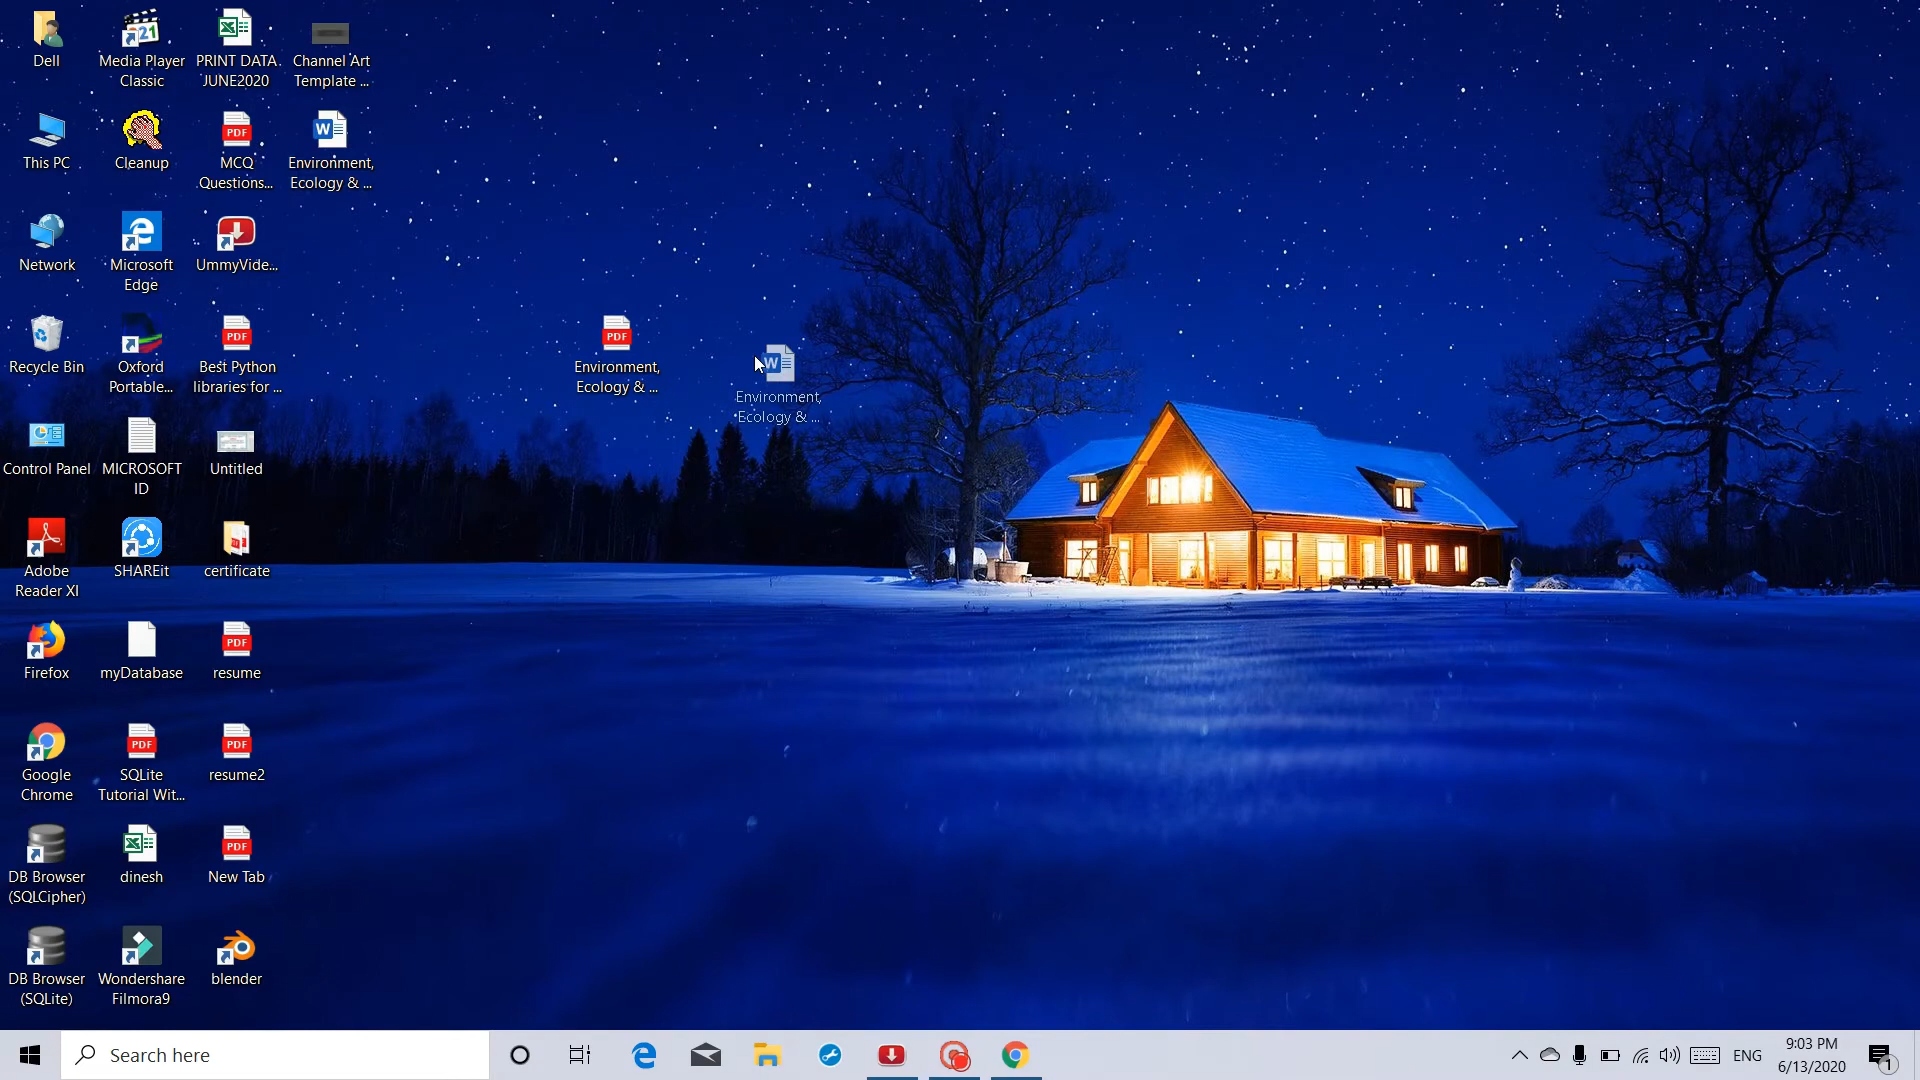 Dell
Media Player
Classic
PRINT DATA
JUNE2020
Channel Art
Template ...
This PC
Cleanup
MCQ
Questions...
Environment,
Ecology & ...
Network
Microsoft
Edge
UmmyVide...
Recycle Bin
Oxford
Portable...
Best Python
libraries for ...
Environment,
Ecology & ...
Environment,
Ecology & ...
Control Panel
MICROSOFT
ID
Untitled
Adobe
Reader XI
SHAREit
certificate
Firefox
myDatabase
resume
Google
Chrome
SQLite
Tutorial Wit...
resume2
DB Browser
(SQLCipher)
dinesh
New Tab
DB Browser
(SQLite)
Wondershare
Filmora9
blender
Search here
ENG
9:03 PM
6/13/2020
1